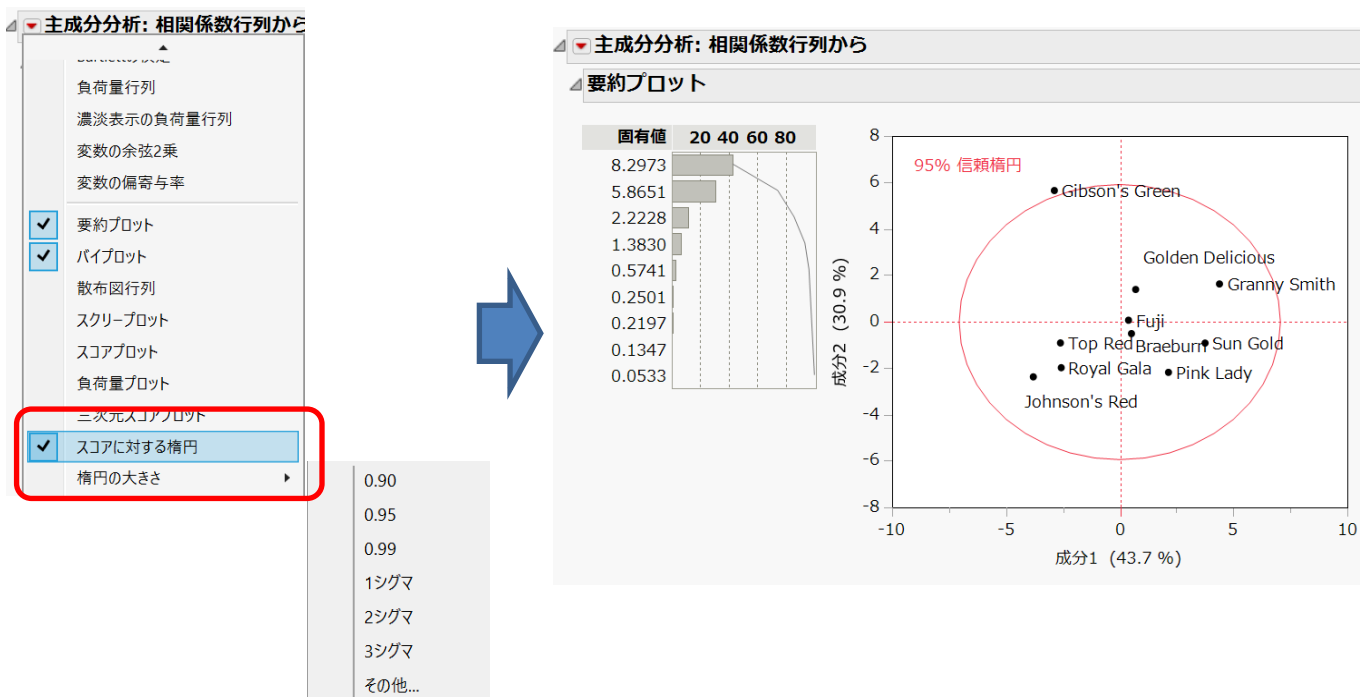 主成分分析: 相関係数行列から
負荷量行列
濃淡表示の負荷量行列
変数の余弦2乗
変数の偏寄与率
要約プロット
バイプロット
散布図行列
スクリープロット
スコアプロット
負荷量プロット
三次元スコアプロット
スコアに対する楕円
楕円の大きさ
0.90
0.95
0.99
1シグマ
2シグマ
3シグマ
その他...
主成分分析: 相関係数行列から
要約プロット
固有値 20 40 60 80
8.2973
5.8651
2.2228
1.3830
0.5741
0.2501
0.2197
0.1347
0.0533
成分2 (30.9 %)
8
6
4
2
0
-2
-4
-6
-8
95% 信頼楕円
Gibson's Green
Golden Delicious
Granny Smith
Fuji
Top Red
Braeburn
Sun Gold
Royal Gala
Pink Lady
Johnson's Red
-10 -5 0 5 10
成分1 (43.7 %)